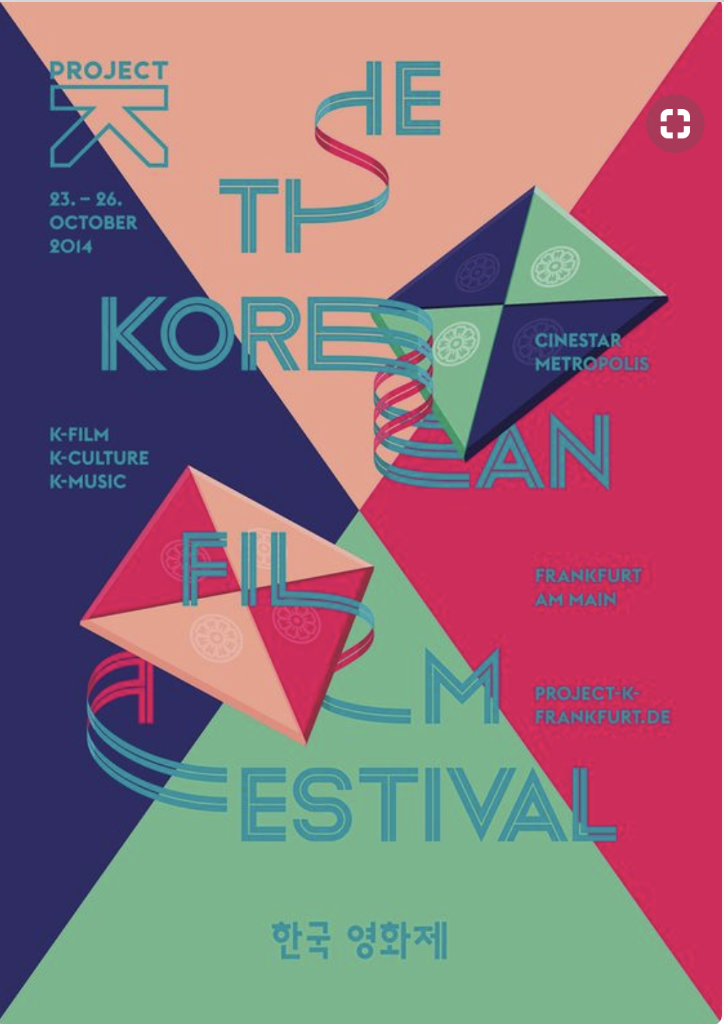 PROJECT
K
23. – 26.
OCTOBER
2014
THE
KOREAN
CINESTAR
METROPOLIS
K-FILM
K-CULTURE
K-MUSIC
FILM
FRANKFURT
AM MAIN
PROJECT-K-
FRANKFURT.DE
FESTIVAL
한국 영화제